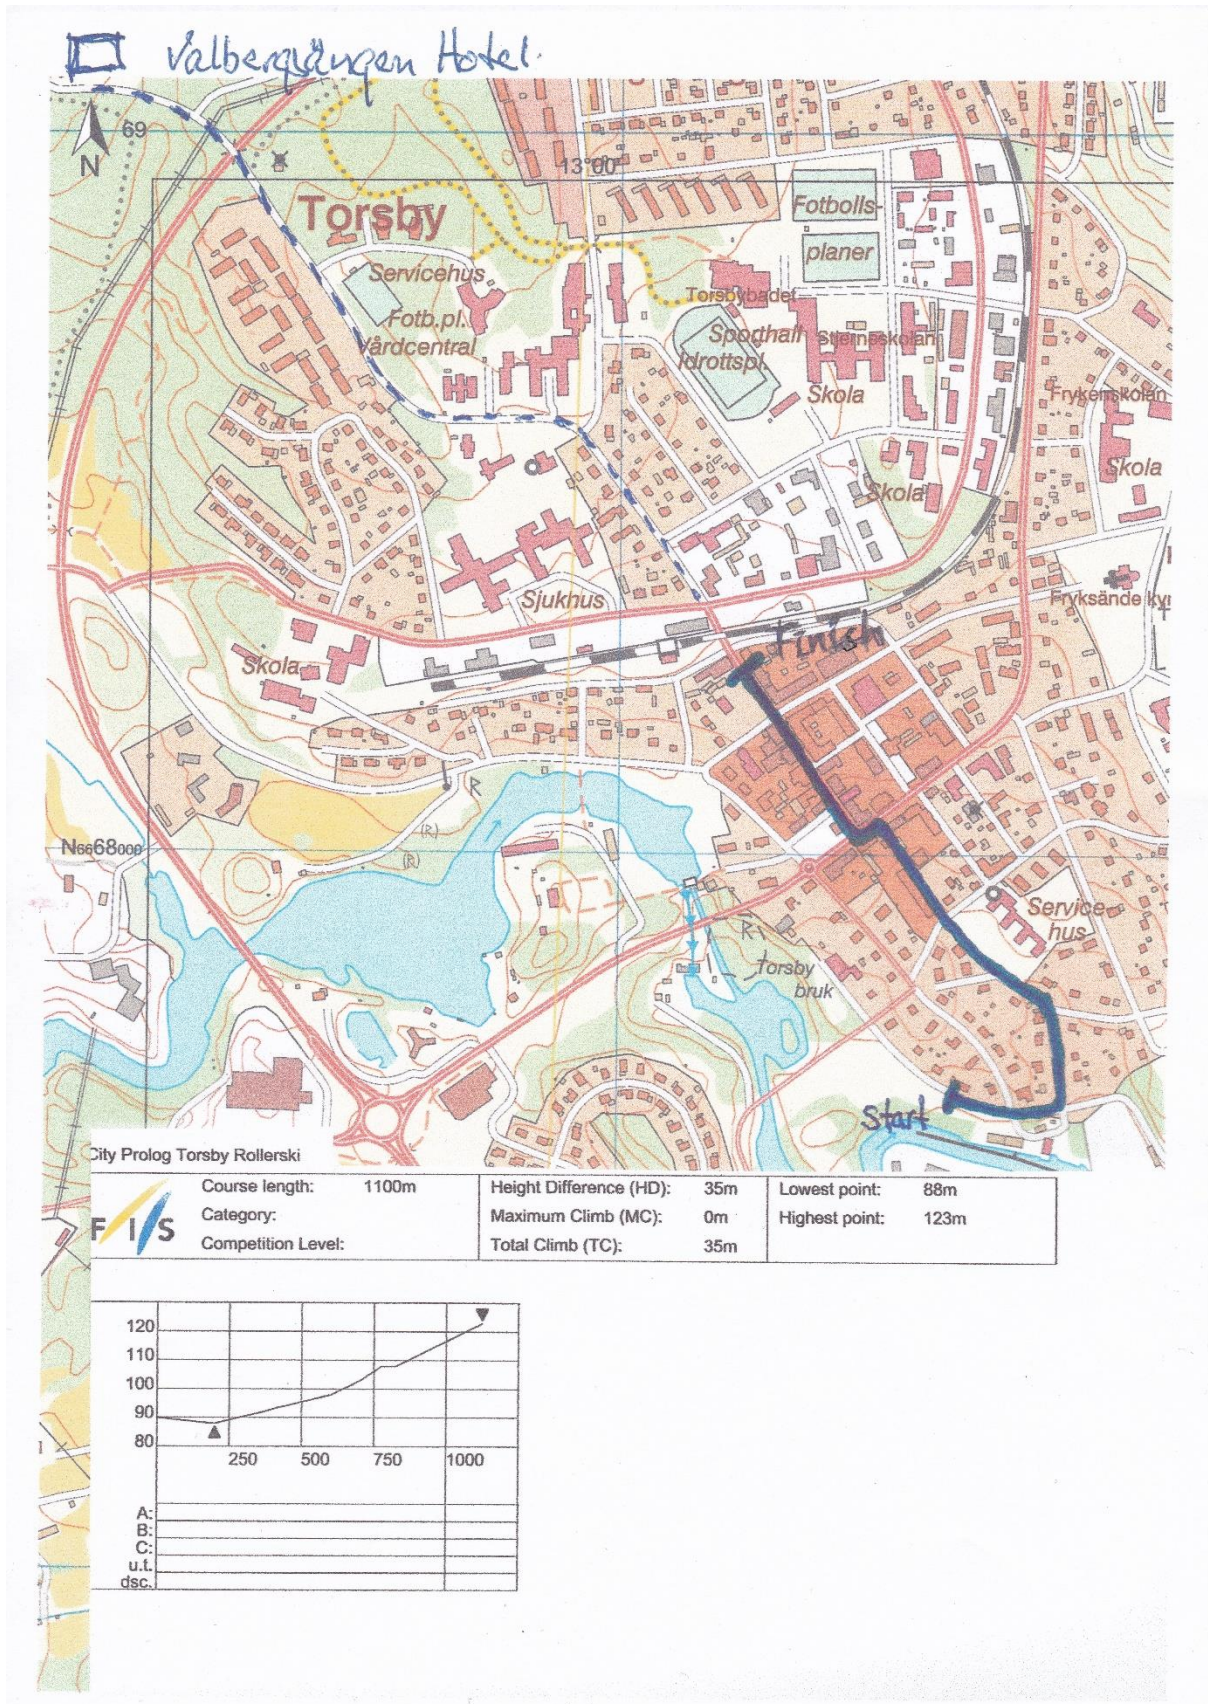 Valbergsängen Hotel.
N
69
13°00'
Torsby
Fotbolls-
planer
Servicehus
Torsbybadet
Fotb.pl.
Vårdcentral
Sporthall
Stjerneskolan
Idrottspl.
Skola
Frykenskolan
Skola
Skola
Sjukhus
Fryksände
Finish
Skola
R
(R)
(R)
N6668000
Service-
hus
R
Torsby
bruk
Start
City Prolog Torsby Rollerski
FIS
Course length: 1100m
Category:
Competition Level:
Height Difference (HD): 35m
Maximum Climb (MC): 0m
Total Climb (TC): 35m
Lowest point: 88m
Highest point: 123m
120
110
100
90
80
250 500 750 1000
A:
B:
C:
u.t.
dsc.